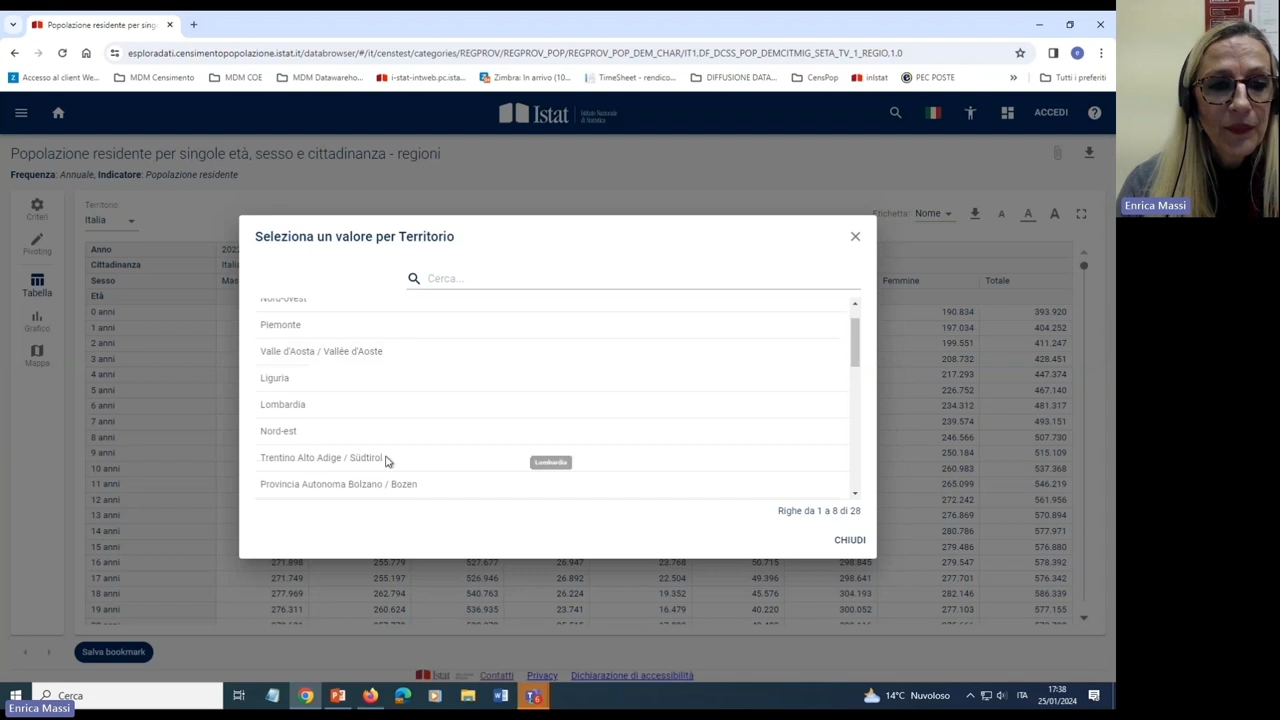 Popolazione residente per sing
esploradati.censimentopopolazione.istat.it/databrowser/#/it/censtest/categories/REGPROV/REGPROV_POP/REGPROV_POP_DEM_CHAR/IT1.DF_DCSS_POP_DEMCITMIG_SETA_TV_1_REGIO.1.0
Accesso al client We... MDM Censimento MDM COE MDM Datawareho... i-stat-intweb.pc.ista... Zimbra: In arrivo (10... TimeSheet - rendico... DIFFUSIONE DATA... CensPop inIstat PEC POSTE » Tutti i preferiti
Istat Istituto Nazionale di Statistica ACCEDI
Popolazione residente per singole età, sesso e cittadinanza - regioni
Frequenza: Annuale, Indicatore: Popolazione residente
Criteri
Pivoting
Tabella
Grafico
Mappa
Territorio
Italia
Etichetta: Nome A A A
Anno
Cittadinanza Itali
Sesso Mas Femmine Totale
Età
0 anni 190.834 393.920
1 anni 197.034 404.252
2 anni 199.551 411.247
3 anni 208.732 428.451
4 anni 217.293 447.374
5 anni 226.752 467.140
6 anni 234.312 481.317
7 anni 239.574 493.151
8 anni 246.566 507.730
9 anni 250.184 515.109
10 anni 260.983 537.368
11 anni 265.099 546.219
12 anni 272.242 561.956
13 anni 276.869 570.894
14 anni 280.786 577.971
15 anni 279.486 576.880
16 anni 271.898 255.779 527.677 26.947 23.768 50.715 298.845 279.547 578.392
17 anni 271.749 255.197 526.946 26.892 22.504 49.396 298.641 277.701 576.342
18 anni 277.969 262.794 540.763 26.224 19.352 45.576 304.193 282.146 586.339
19 anni 276.311 260.624 536.935 23.741 16.479 40.220 300.052 277.103 577.155
Seleziona un valore per Territorio
Cerca...
Nord-ovest
Piemonte
Valle d'Aosta / Vallée d'Aoste
Liguria
Lombardia
Nord-est
Trentino Alto Adige / Südtirol
Lombardia
Provincia Autonoma Bolzano / Bozen
Righe da 1 a 8 di 28
CHIUDI
Salva bookmark
Istat Contatti Privacy Dichiarazione di accessibilità
Cerca
14°C Nuvoloso ITA 17:38
25/01/2024
Enrica Massi
Enrica Massi